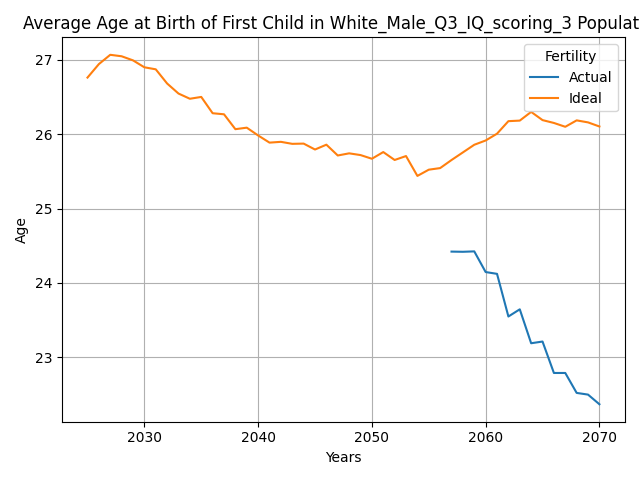 Average Age at Birth of First Child in White_Male_Q3_IQ_scoring_3 Populat
27
26
25
24
23
Age
Fertility
Actual
Ideal
2030 2040 2050 2060 2070
Years